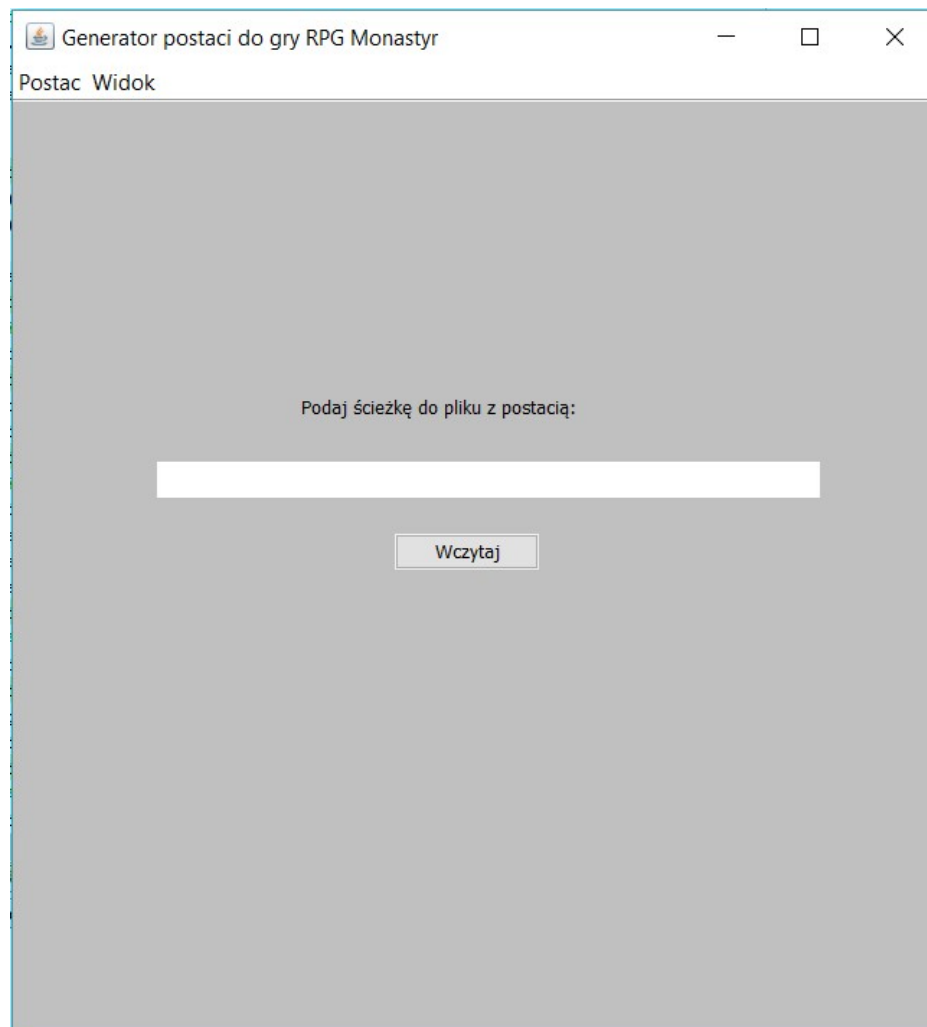 Generator postaci do gry RPG Monastyr
Postac Widok
Podaj ścieżkę do pliku z postacią:
Wczytaj